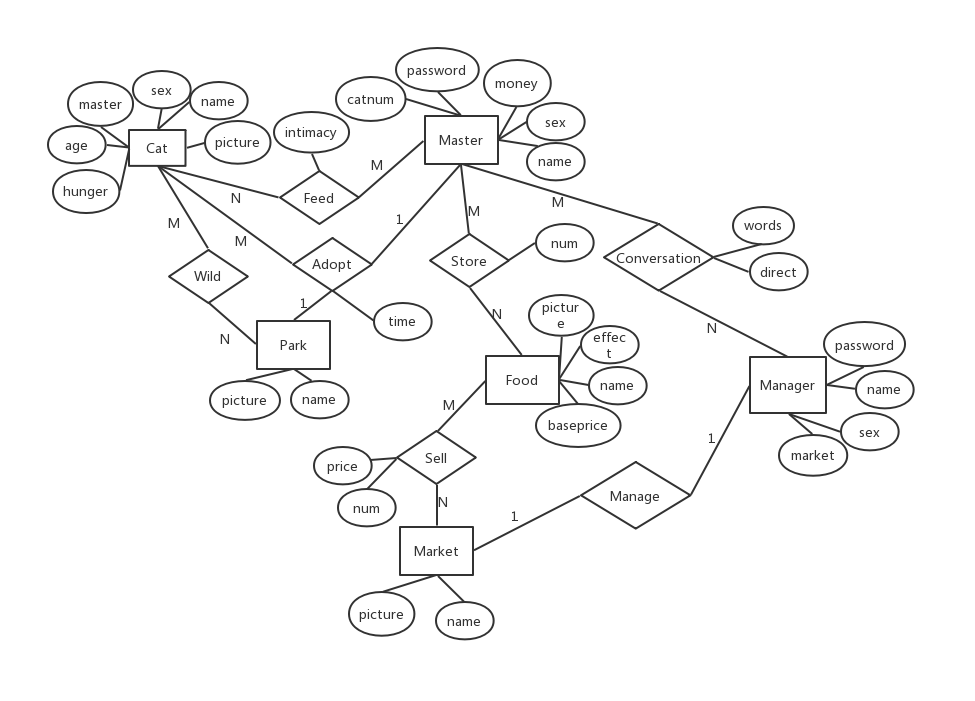 password
money
sex
master
name
catnum
sex
intimacy
age
Cat
picture
Master
name
M
hunger
Feed
N
M
M
1
M
words
M
num
Adopt
Store
Conversation
direct
Wild
1
time
pictur
e
N
N
N
Park
effec
t
password
Food
name
Manager
name
picture
name
M
baseprice
sex
1
market
price
Sell
Manage
num
N
1
Market
picture
name